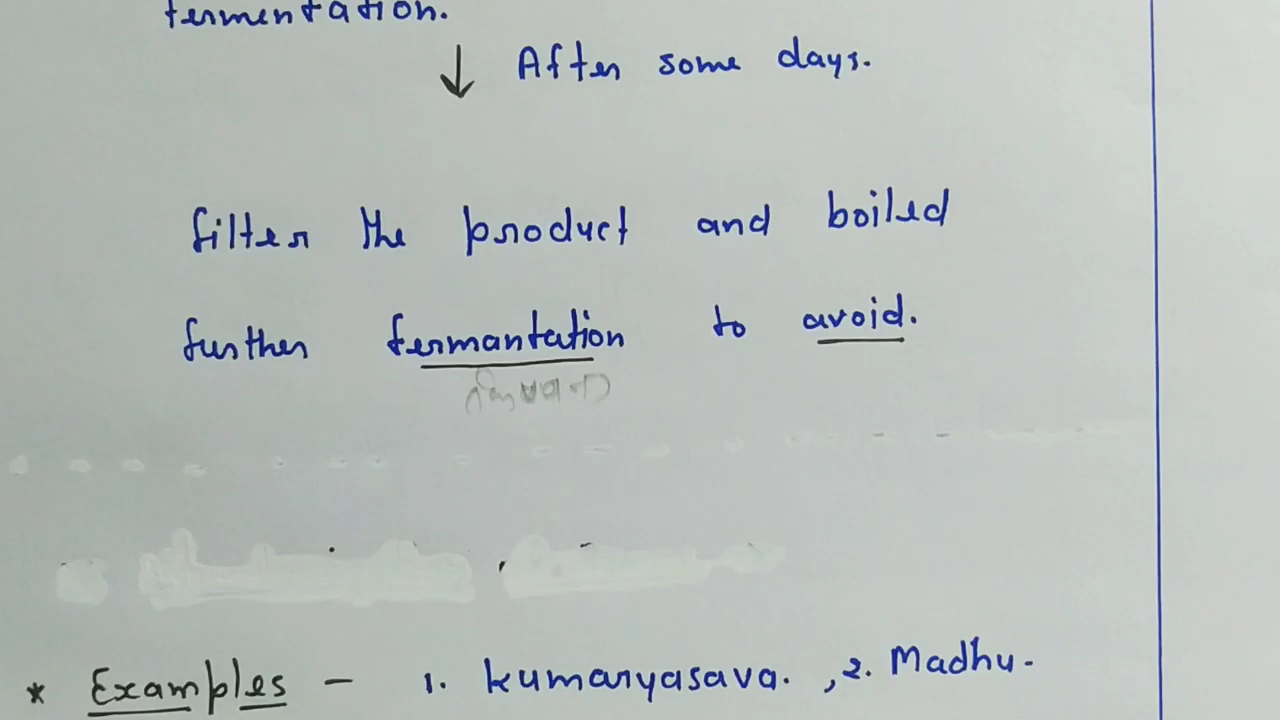 fermentation.
↓ After some days.
filter the product and boiled
further fermantation to avoid.
* Examples - 1. kumaryasava. , 2. Madhu.